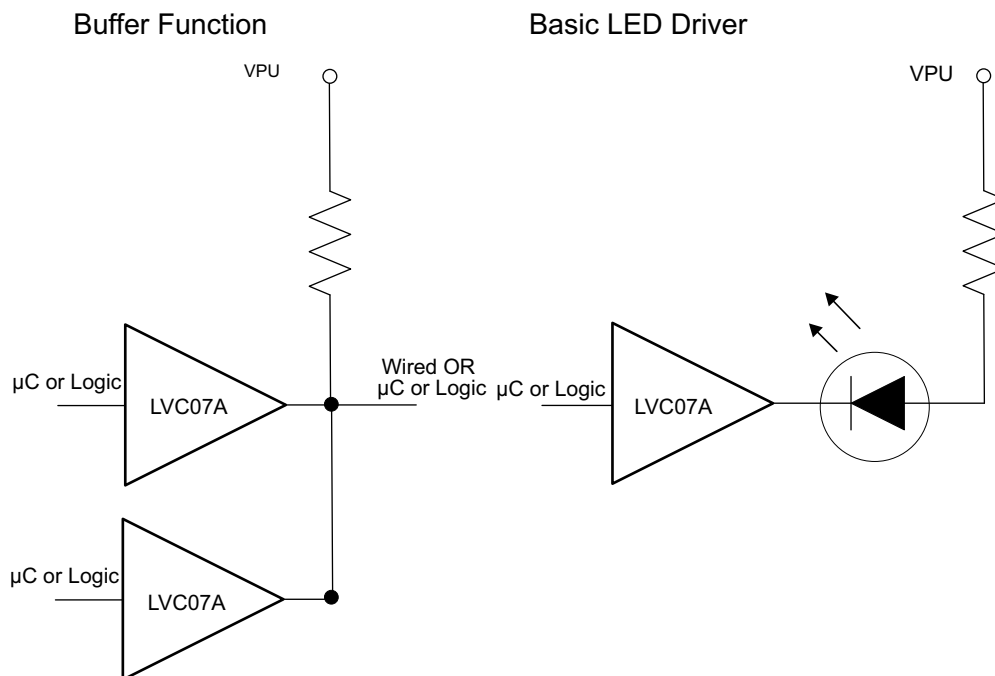 Buffer Function
Basic LED Driver
VPU
VPU
µC or Logic
LVC07A
Wired OR
µC or Logic
µC or Logic
LVC07A
µC or Logic
LVC07A